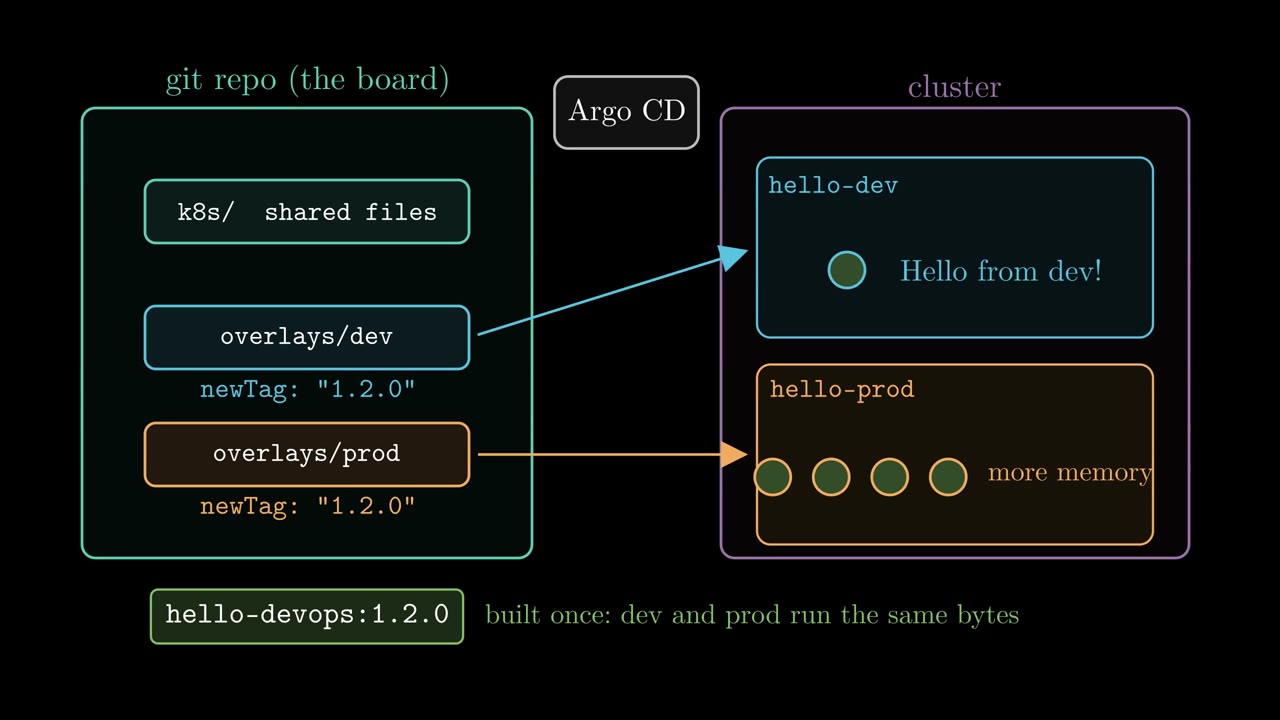 git repo (the board)
Argo CD
cluster
k8s/  shared files
overlays/dev
newTag: "1.2.0"
overlays/prod
newTag: "1.2.0"
hello-dev
Hello from dev!
hello-prod
more memory
hello-devops:1.2.0
built once: dev and prod run the same bytes